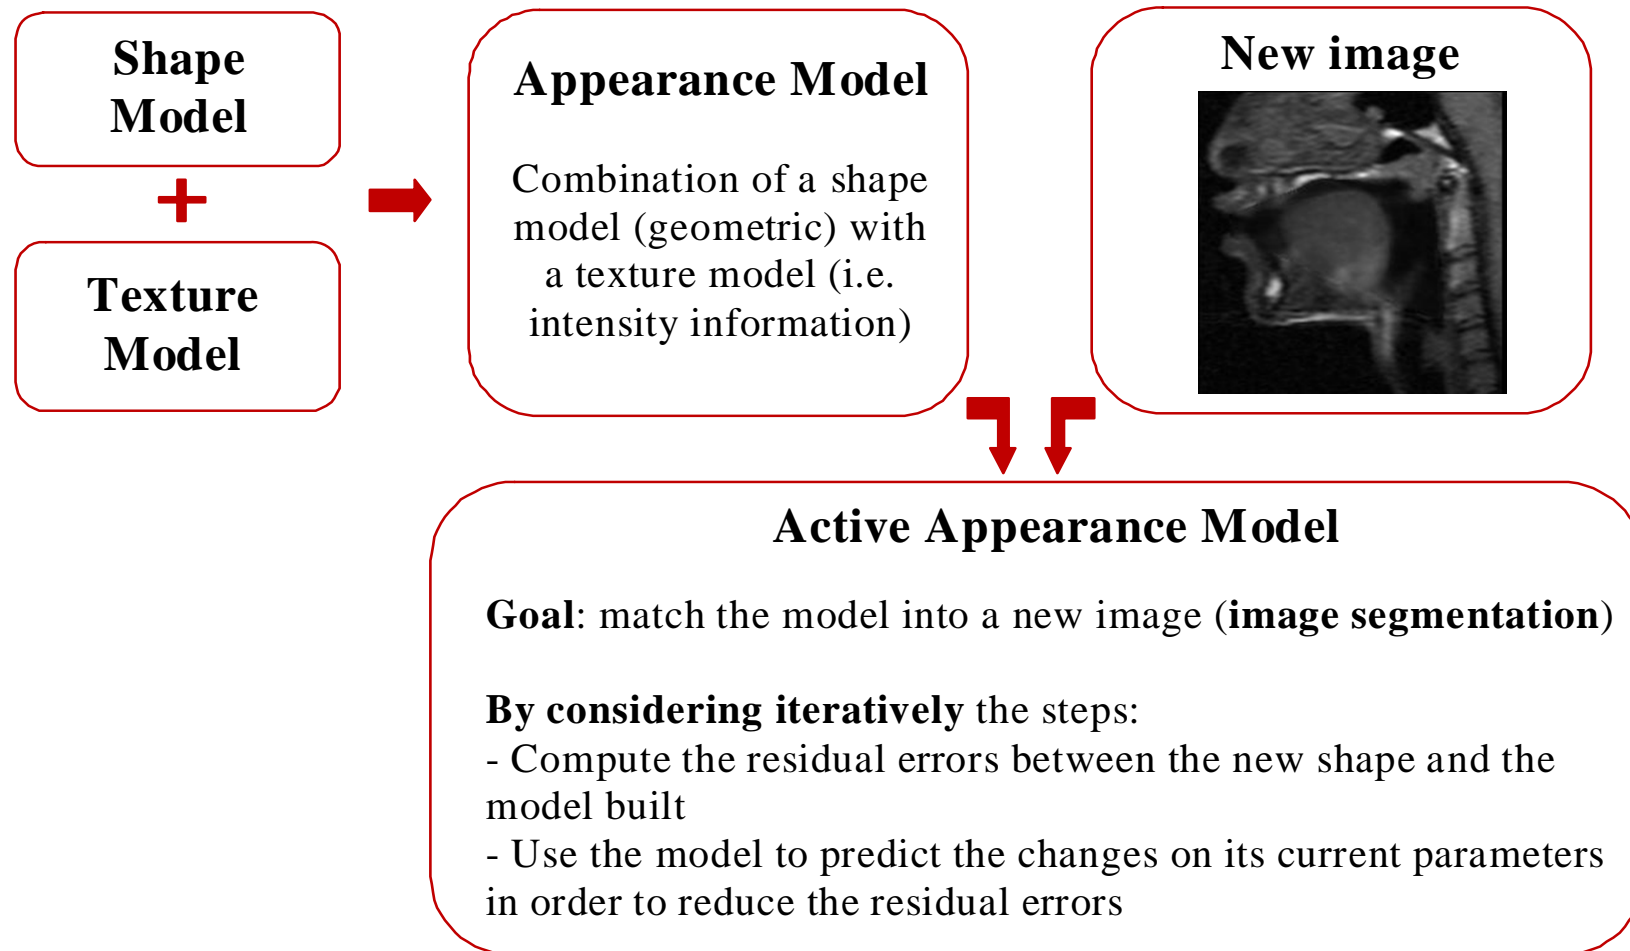 Shape
Model
+
Texture
Model
Appearance Model
Combination of a shape
model (geometric) with
a texture model (i.e.
intensity information)
New image
Active Appearance Model
Goal: match the model into a new image (image segmentation)
By considering iteratively the steps:
- Compute the residual errors between the new shape and the
model built
- Use the model to predict the changes on its current parameters
in order to reduce the residual errors